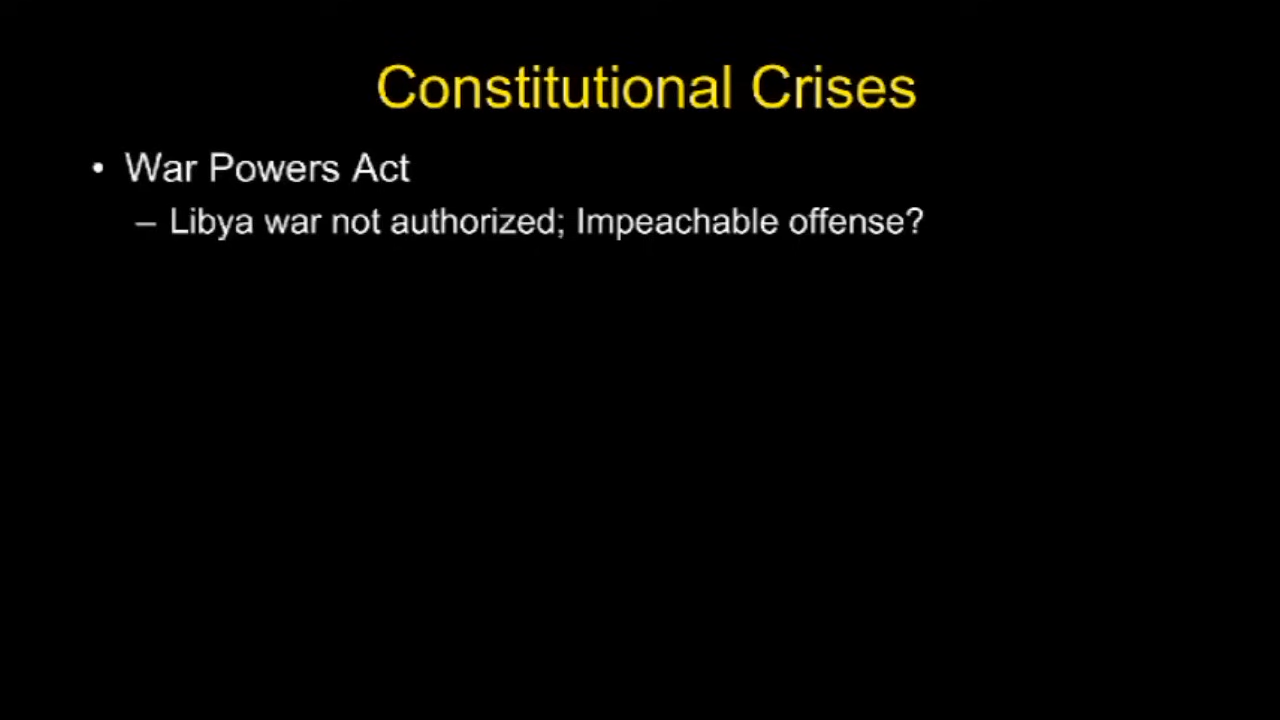 Constitutional Crises
• War Powers Act
– Libya war not authorized; Impeachable offense?